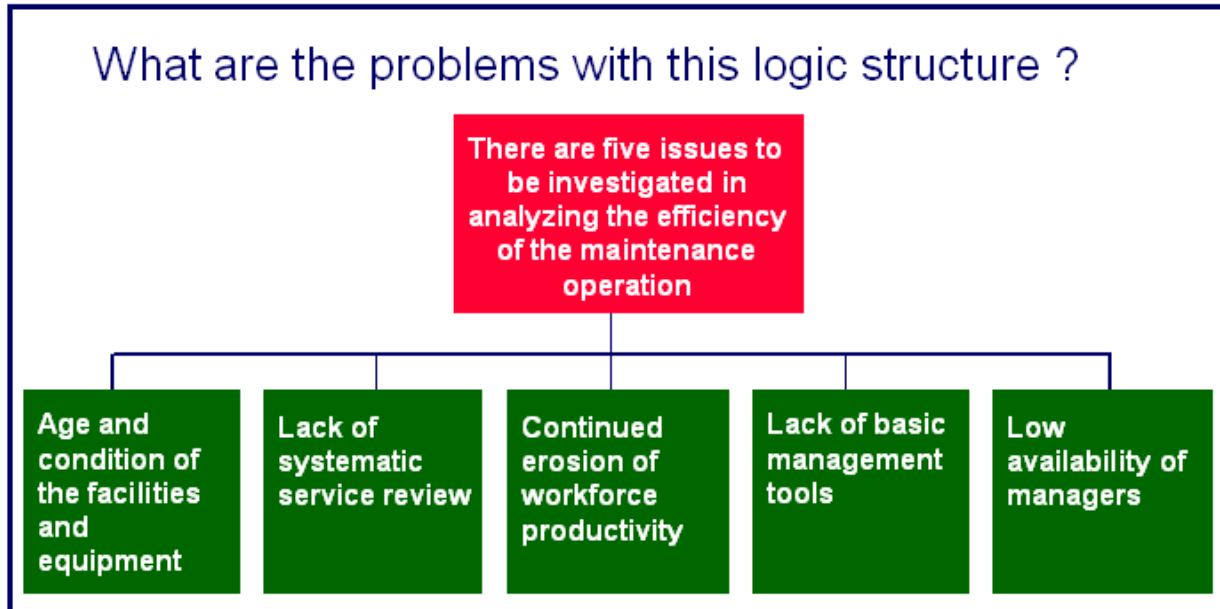 What are the problems with this logic structure ?
There are five issues to
be investigated in
analyzing the efficiency
of the maintenance
operation
Age and
condition of
the facilities
and
equipment
Lack of
systematic
service review
Continued
erosion of
workforce
productivity
Lack of basic
management
tools
Low
availability of
managers